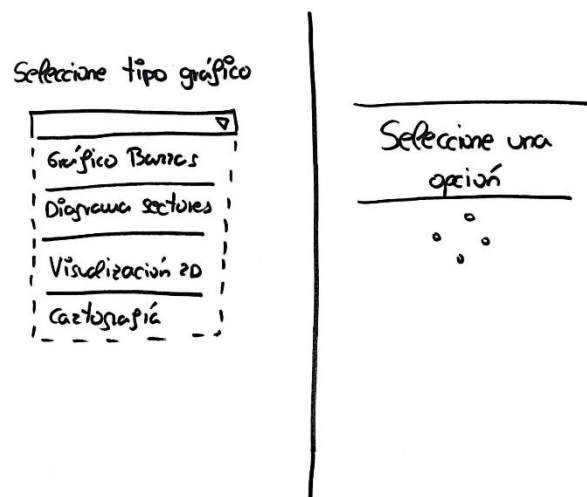 Seleccione tipo gráfico
Gráfico Barras
Diagrama sectores
Visualización 2D
Cartografía
Seleccione una
opción